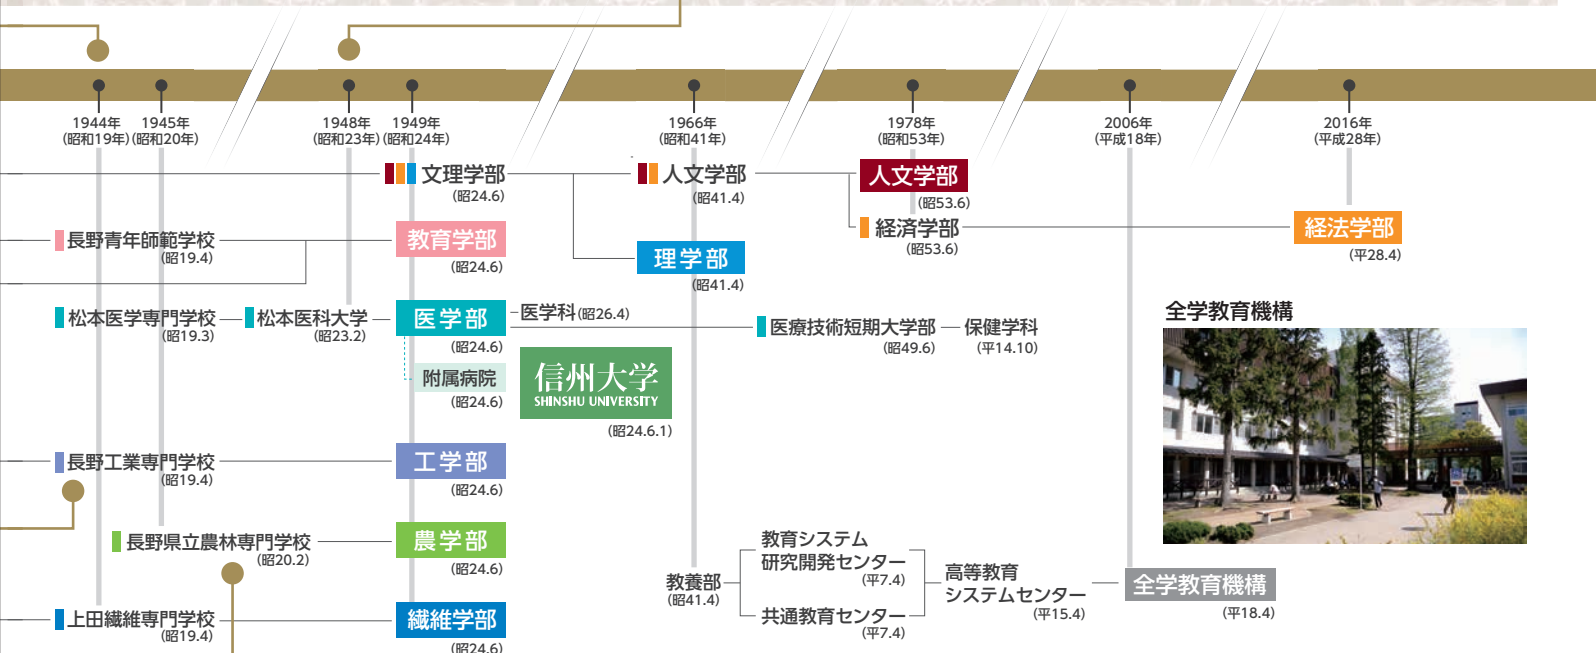 1944年
(昭和19年)
1945年
(昭和20年)
1948年
(昭和23年)
1949年
(昭和24年)
1966年
(昭和41年)
1978年
(昭和53年)
2006年
(平成18年)
2016年
(平成28年)
文理学部
(昭24.6)
人文学部
(昭41.4)
人文学部
(昭53.6)
経済学部
(昭53.6)
経法学部
(平28.4)
理学部
(昭41.4)
長野青年師範学校
(昭19.4)
教育学部
(昭24.6)
松本医学専門学校
(昭19.3)
松本医科大学
(昭23.2)
医学部
(昭24.6)
医学科(昭26.4)
医療技術短期大学部
(昭49.6)
保健学科
(平14.10)
附属病院
(昭24.6)
信州大学
SHINSHU UNIVERSITY
(昭24.6.1)
全学教育機構
長野工業専門学校
(昭19.4)
工学部
(昭24.6)
長野県立農林専門学校
(昭20.2)
農学部
(昭24.6)
上田繊維専門学校
(昭19.4)
繊維学部
(昭24.6)
教養部
(昭41.4)
教育システム
研究開発センター
(平7.4)
共通教育センター
(平7.4)
高等教育
システムセンター
(平15.4)
全学教育機構
(平18.4)